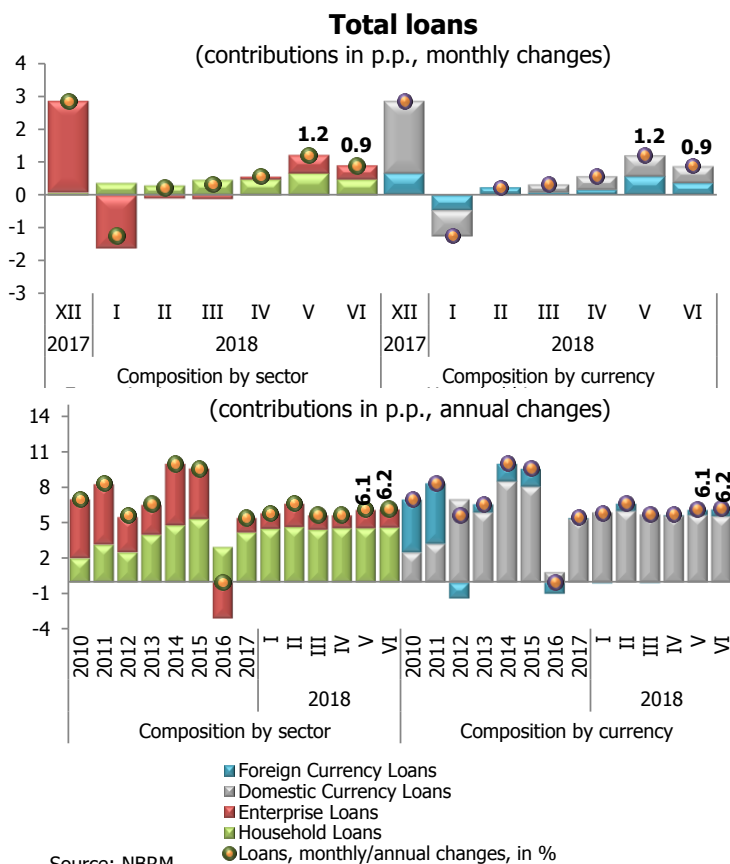 Total loans
(contributions in p.p., monthly changes)
4
3
2
1
0
-1
-2
-3
1.2
0.9
1.2
0.9
XII I II III IV V VI XII I II III IV V VI
2017 2018 2017 2018
Composition by sector Composition by currency
(contributions in p.p., annual changes)
14
11
8
5
2
-1
-4
6.1
6.2
6.1
6.2
2010 2011 2012 2013 2014 2015 2016 2017 I II III IV V VI 2010 2011 2012 2013 2014 2015 2016 2017 I II III IV V VI
2018 2018
Composition by sector Composition by currency
Foreign Currency Loans
Domestic Currency Loans
Enterprise Loans
Household Loans
Loans, monthly/annual changes, in %
Source: NBRM